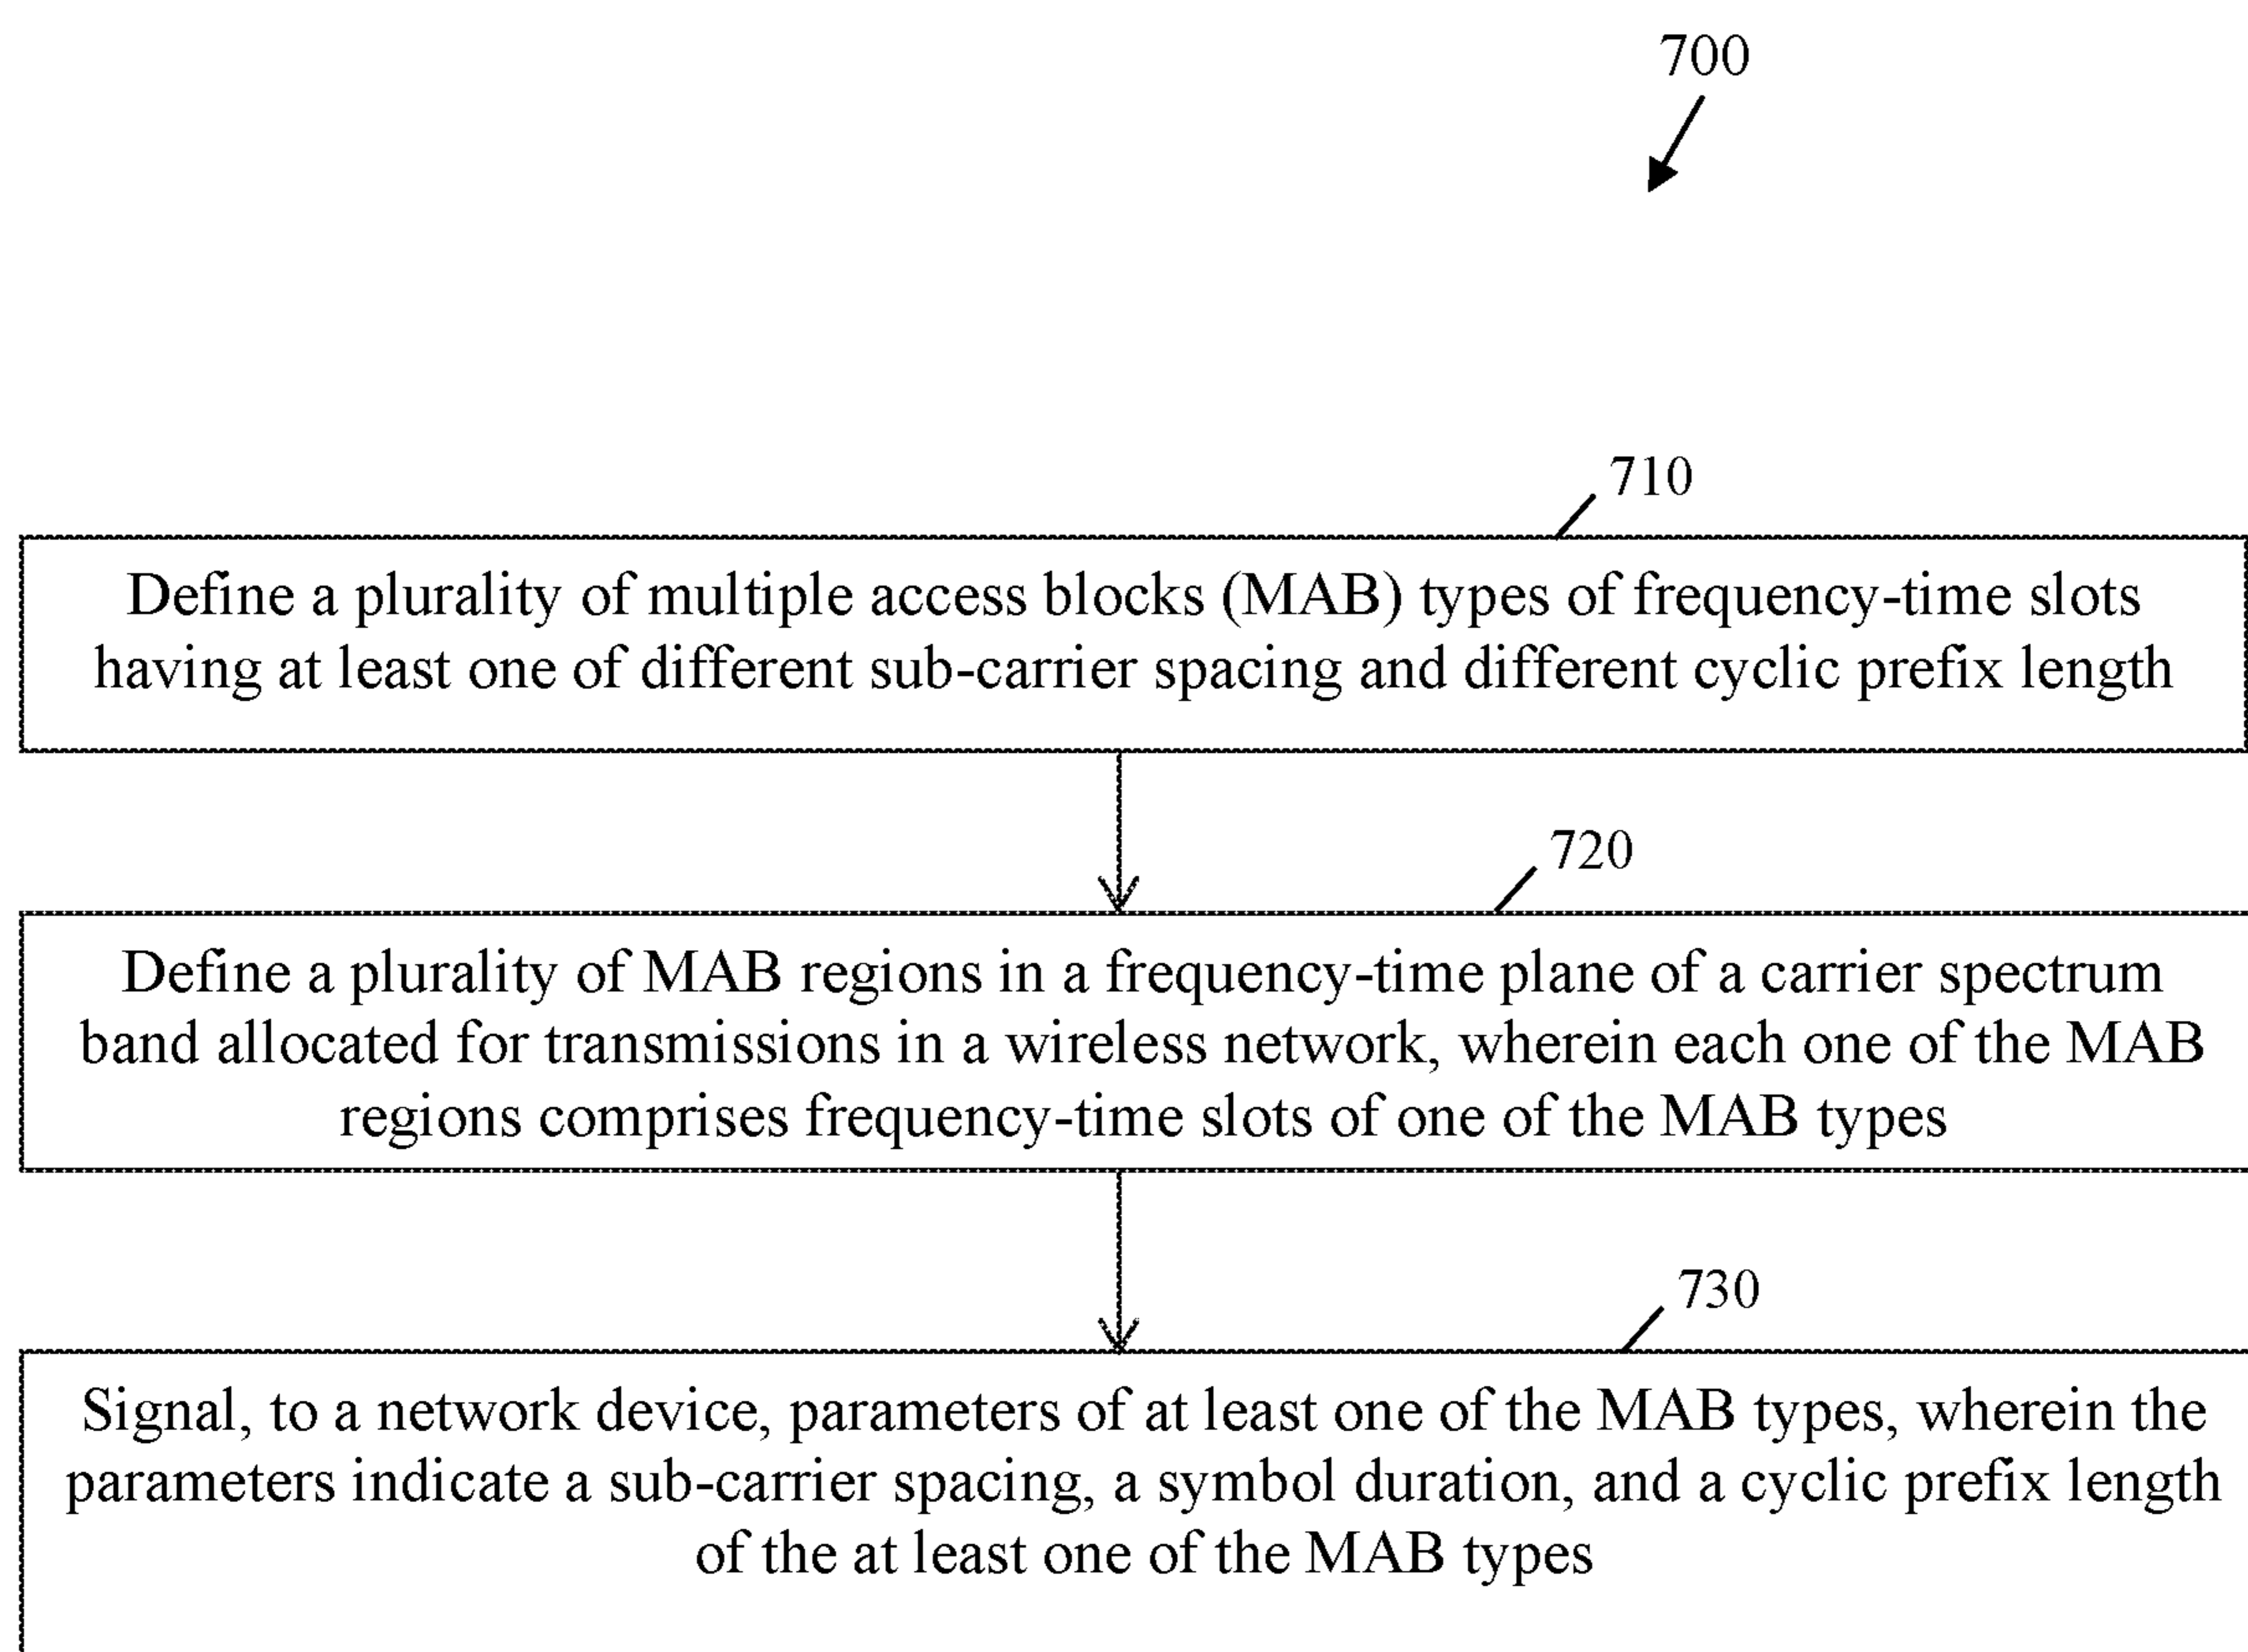 700
710
Define a plurality of multiple access blocks (MAB) types of frequency-time slots
having at least one of different sub-carrier spacing and different cyclic prefix length
720
Define a plurality of MAB regions in a frequency-time plane of a carrier spectrum
band allocated for transmissions in a wireless network, wherein each one of the MAB
regions comprises frequency-time slots of one of the MAB types
730
Signal, to a network device, parameters of at least one of the MAB types, wherein the
parameters indicate a sub-carrier spacing, a symbol duration, and a cyclic prefix length
of the at least one of the MAB types